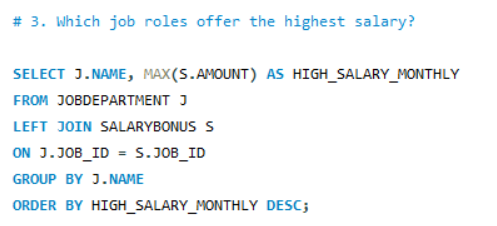 # 3. Which job roles offer the highest salary?
SELECT J.NAME, MAX(S.AMOUNT) AS HIGH_SALARY_MONTHLY
FROM JOBDEPARTMENT J
LEFT JOIN SALARYBONUS S
ON J.JOB_ID = S.JOB_ID
GROUP BY J.NAME
ORDER BY HIGH_SALARY_MONTHLY DESC;